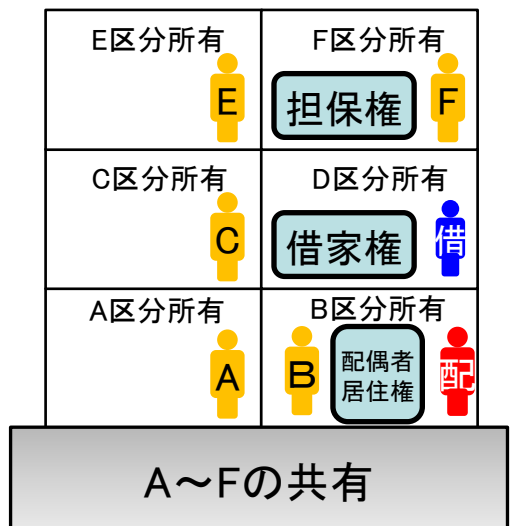 E区分所有
E
F区分所有
担保権
F
C区分所有
C
D区分所有
借家権
借
A区分所有
A
B区分所有
B
配偶者
居住権
配
A～Fの共有